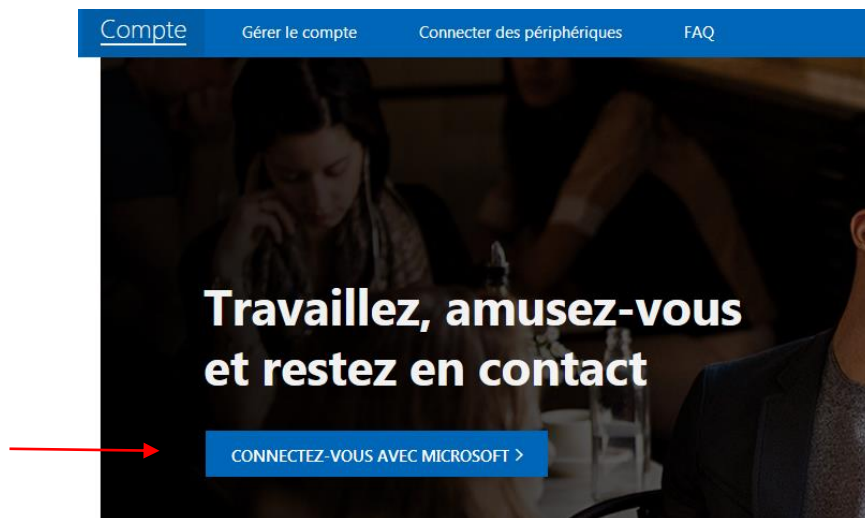 Compte Gérer le compte Connecter des périphériques FAQ
Travaillez, amusez-vous
et restez en contact
CONNECTEZ-VOUS AVEC MICROSOFT >